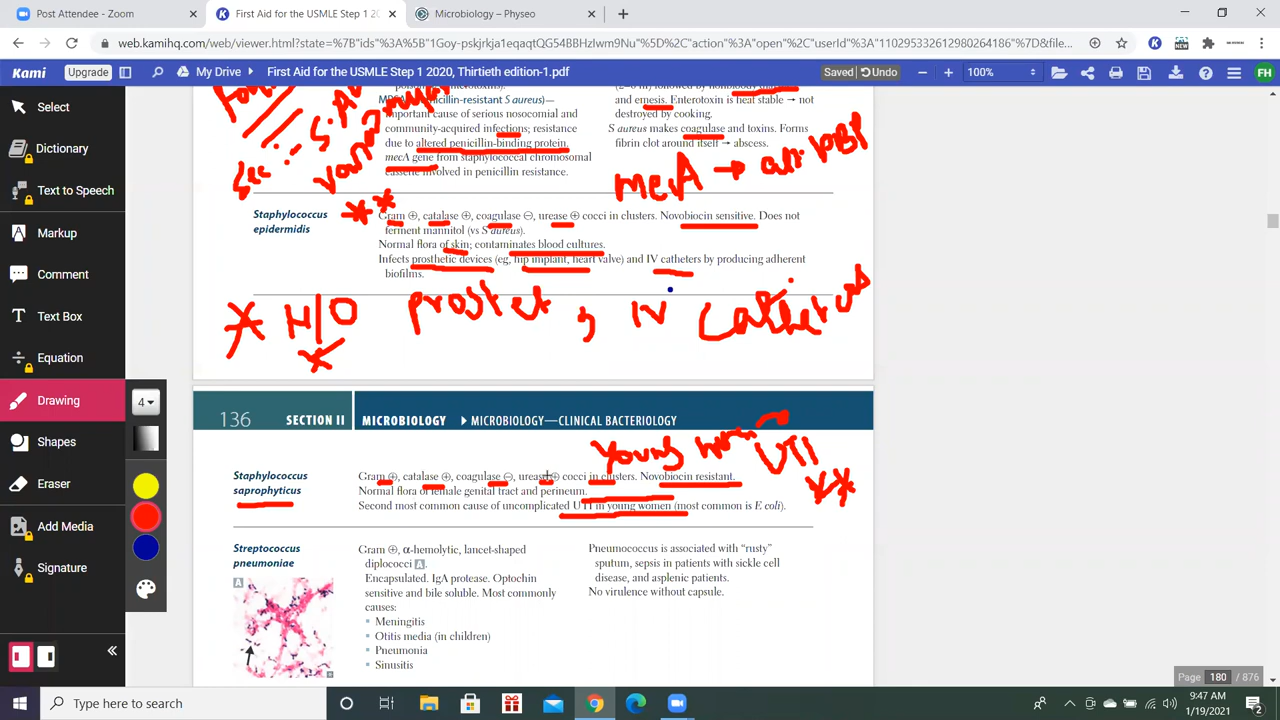 Post Attendee - Zoom
First Aid for the USMLE Step 1 20
Microbiology – Physeo
web.kamihq.com/web/viewer.html?state=%7B"ids"%3A%5B"1Goy-pskjrkja1eqaqtQG54BBHzIwm9Nu"%5D%2C"action"%3A"open"%2C"userId"%3A"110295332612980264186"%7D&file...
NEW
FH
Kami
Upgrade
My Drive
First Aid for the USMLE Step 1 2020, Thirtieth edition-1.pdf
Saved
Undo
100%
Select
Dictionary
Text to Speech
Markup
Comment
Text Box
Equation
Drawing
Shapes
Eraser
Add Media
Signature
4
and emesis. Enterotoxin is heat stable → not
destroyed by cooking.
S aureus makes coagulase and toxins. Forms
fibrin clot around itself → abscess.
important cause of serious nosocomial and
community-acquired infections; resistance
due to altered penicillin-binding protein.
mecA gene from staphylococcal chromosomal
cassette involved in penicillin resistance.
mecA → alt. PBP
Staphylococcus
epidermidis
Gram ⊕, catalase ⊕, coagulase ⊖, urease ⊕ cocci in clusters. Novobiocin sensitive. Does not
ferment mannitol (vs S aureus).
Normal flora of skin; contaminates blood cultures.
Infects prosthetic devices (eg, hip implant, heart valve) and IV catheters by producing adherent
biofilms.
H/O prostet , IV Catheters
136 SECTION II MICROBIOLOGY ▶ MICROBIOLOGY—CLINICAL BACTERIOLOGY
Young UTI
Staphylococcus
saprophyticus
Gram ⊕, catalase ⊕, coagulase ⊖, urease ⊕ cocci in clusters. Novobiocin resistant.
Normal flora of female genital tract and perineum.
Second most common cause of uncomplicated UTI in young women (most common is E coli).
Streptococcus
pneumoniae
A
Gram ⊕, α-hemolytic, lancet-shaped
diplococci A.
Encapsulated. IgA protease. Optochin
sensitive and bile soluble. Most commonly
causes:
▪ Meningitis
▪ Otitis media (in children)
▪ Pneumonia
▪ Sinusitis
Pneumococcus is associated with “rusty”
sputum, sepsis in patients with sickle cell
disease, and asplenic patients.
No virulence without capsule.
Page 180 / 876
Type here to search
9:47 AM
1/19/2021
2